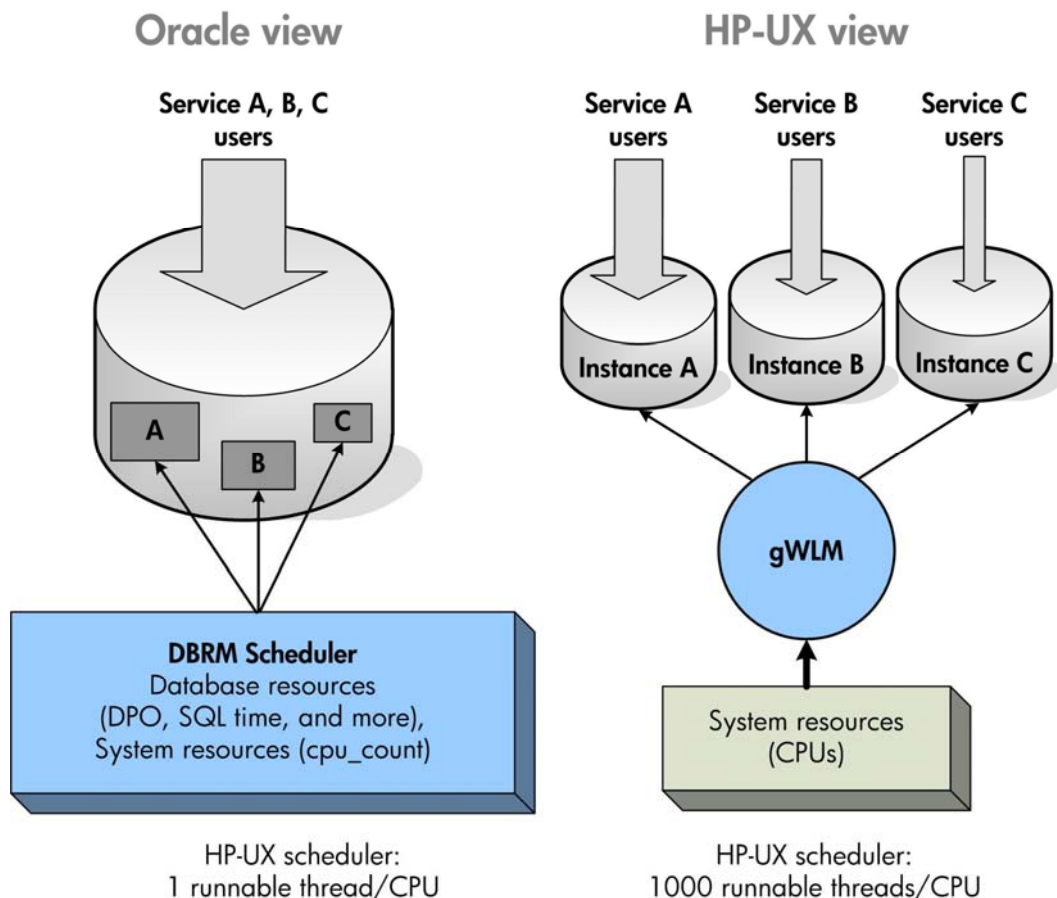 Oracle view
Service A, B, C
users
A
B
C
DBRM Scheduler
Database resources
(DPO, SQL time, and more),
System resources (cpu_count)
HP-UX scheduler:
1 runnable thread/CPU
HP-UX view
Service A
users
Service B
users
Service C
users
Instance A
Instance B
Instance C
gWLM
System resources
(CPUs)
HP-UX scheduler:
1000 runnable threads/CPU